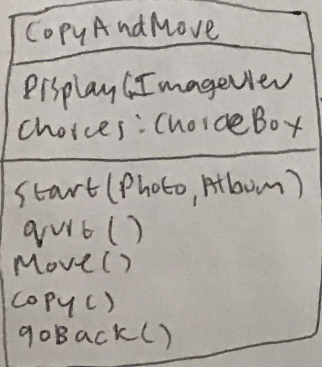 CopyAndMove
Display:ImageView
Choices:ChoiceBox
Start(Photo,Album)
quit()
Move()
Copy()
goBack()